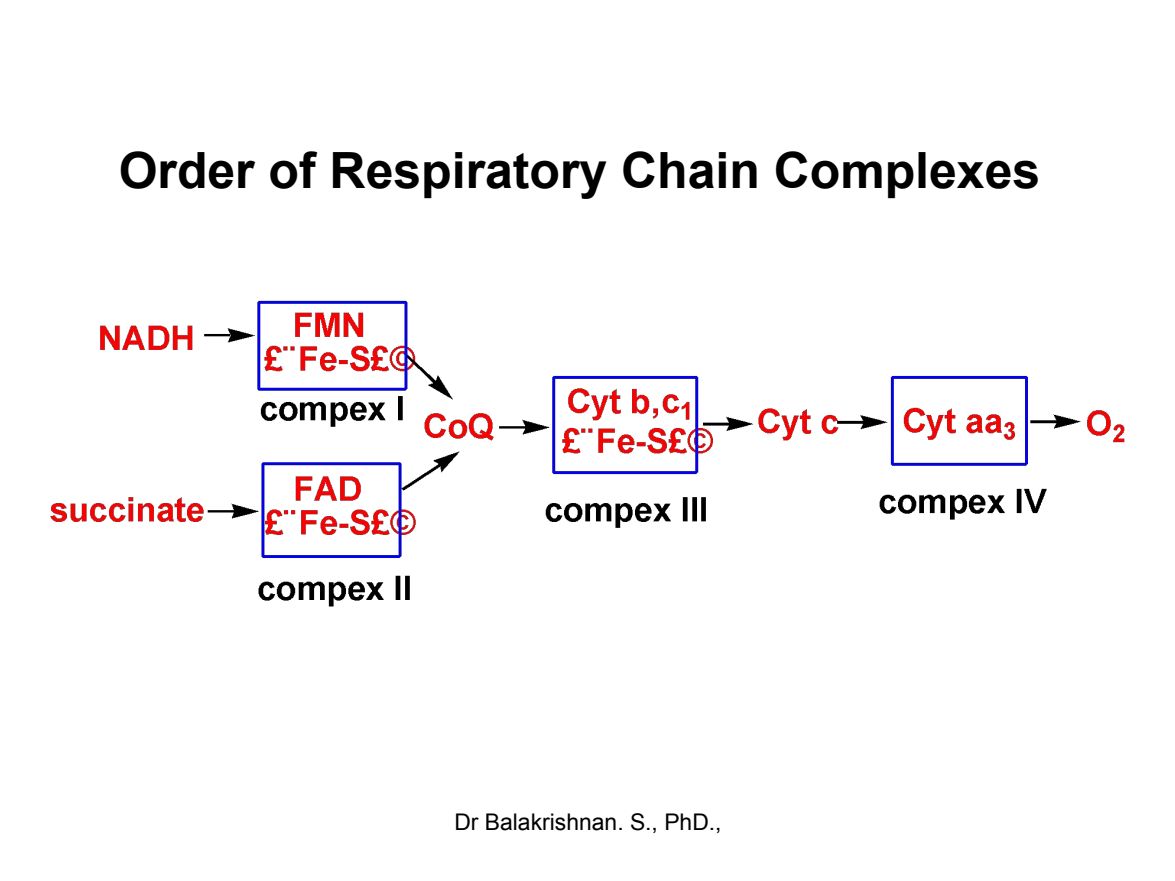 Order of Respiratory Chain Complexes
NADH
FMN
£¨Fe-S£©
compex I
succinate
FAD
£¨Fe-S£©
compex II
CoQ
Cyt b,c₁
£¨Fe-S£©
compex III
Cyt c
Cyt aa₃
compex IV
O₂
Dr Balakrishnan. S., PhD.,